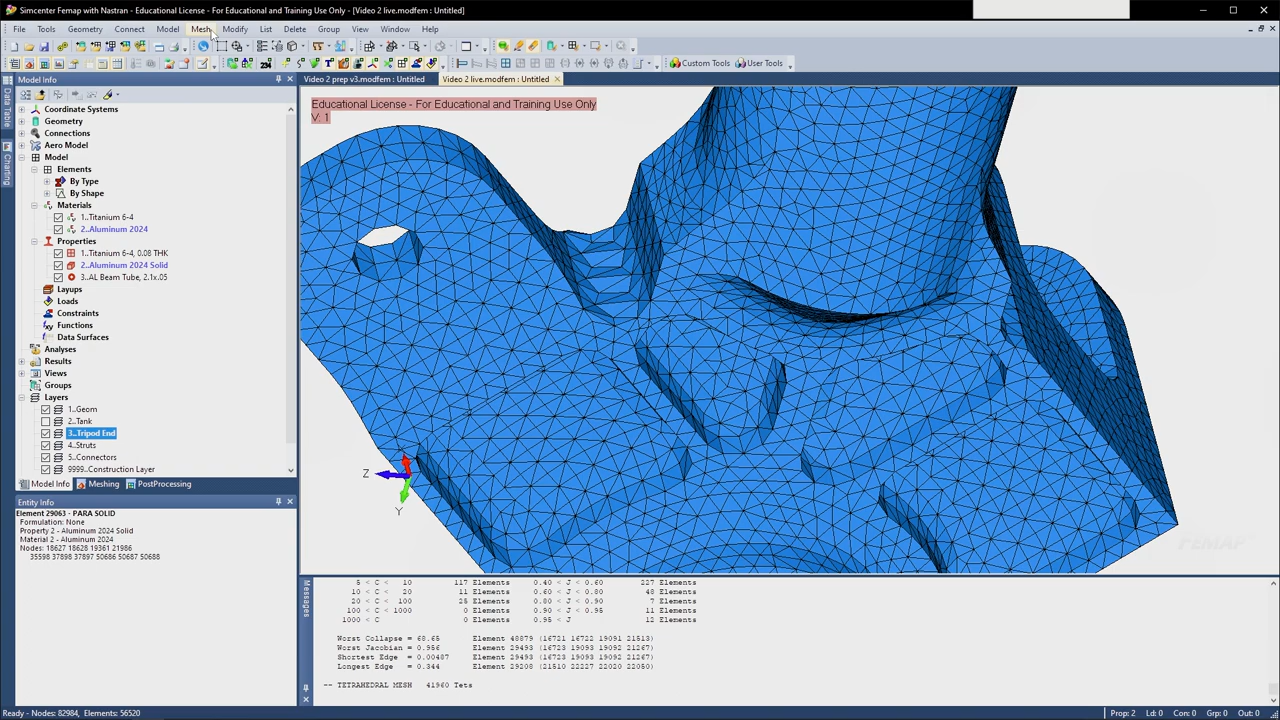 Simcenter Femap with Nastran - Educational License - For Educational and Training Use Only - [Video 2 live.modfem : Untitled]
File Tools Geometry Connect Model Mesh Modify List Delete Group View Window Help
Custom Tools User Tools
Model Info
Video 2 prep v3.modfem : Untitled Video 2 live.modfem : Untitled
Data Table
Charting
Coordinate Systems
Geometry
Connections
Aero Model
Model
Elements
By Type
By Shape
Materials
1..Titanium 6-4
2..Aluminum 2024
Properties
1..Titanium 6-4, 0.08 THK
2..Aluminum 2024 Solid
3..AL Beam Tube, 2.1x.05
Layups
Loads
Constraints
Functions
Data Surfaces
Analyses
Results
Views
Groups
Layers
1..Geom
2..Tank
3..Tripod End
4..Struts
5..Connectors
9999..Construction Layer
Model Info Meshing PostProcessing
Educational License - For Educational and Training Use Only
V: 1
Z
Y
FEMAP
Entity Info
Element 29063 - PARA SOLID
Formulation: None
Property 2 - Aluminum 2024 Solid
Material 2 - Aluminum 2024
Nodes: 18627 18628 19361 21986
35598 37898 37897 50686 50687 50688
Messages
5 < C < 10 117 Elements 0.40 < J < 0.60 227 Elements
10 < C < 20 11 Elements 0.60 < J < 0.80 48 Elements
20 < C < 100 25 Elements 0.80 < J < 0.90 7 Elements
100 < C < 1000 0 Elements 0.90 < J < 0.95 11 Elements
1000 < C 0 Elements 0.95 < J 12 Elements
Worst Collapse = 68.65 Element 48879 (16721 16722 19091 21513)
Worst Jacobian = 0.956 Element 29493 (16723 19093 19092 21267)
Shortest Edge = 0.00487 Element 29493 (16723 19093 19092 21267)
Longest Edge = 0.344 Element 29208 (21510 22227 22020 22050)
-- TETRAHEDRAL MESH 41960 Tets
Ready - Nodes: 82984, Elements: 56520 Prop: 2 Ld: 0 Con: 0 Grp: 0 Out: 0